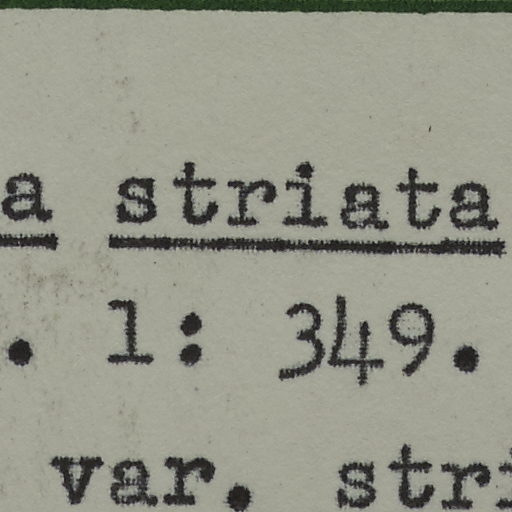 a striata
. 1: 349.
var. stri